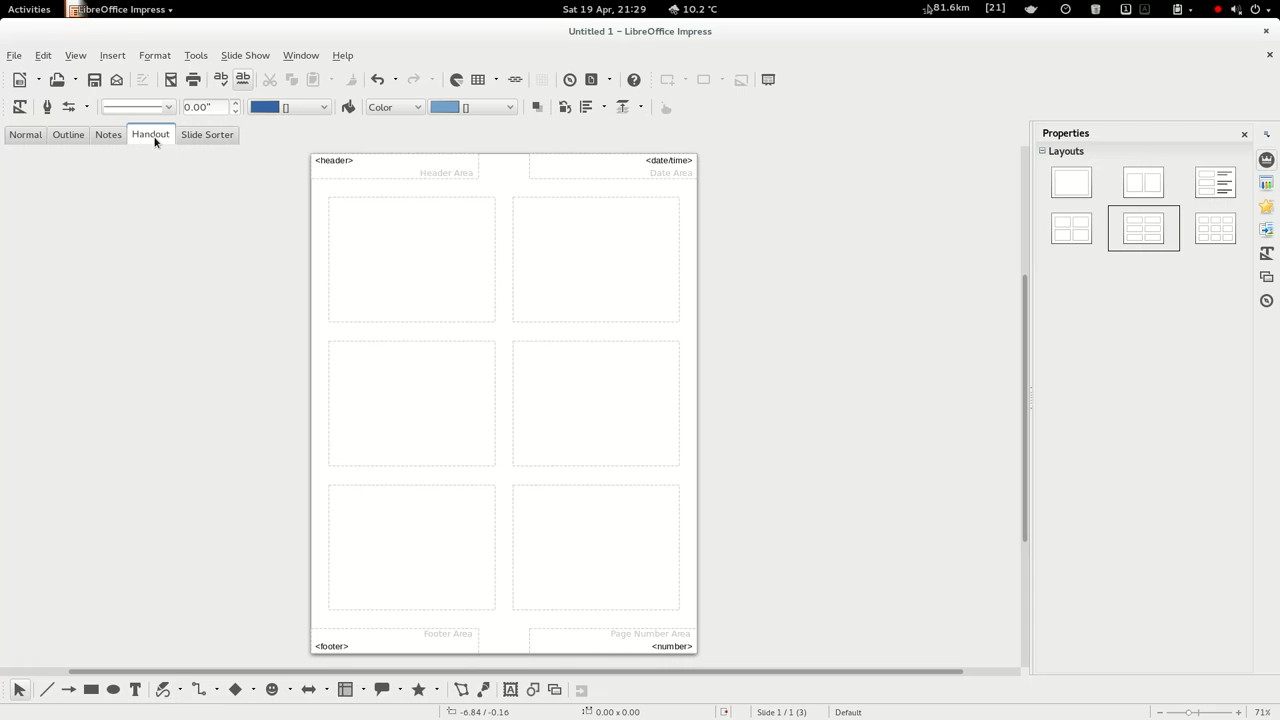 Activities
LibreOffice Impress
Sat 19 Apr, 21:29
10.2 °C
81.6km
[21]
1
Untitled 1 – LibreOffice Impress
File Edit View Insert Format Tools Slide Show Window Help
0.00"
[]
Color
[]
Normal
Outline
Notes
Handout
Slide Sorter
Properties
Layouts
<header>
Header Area
<date/time>
Date Area
Footer Area
<footer>
Page Number Area
<number>
-6.84 / -0.16
0.00 x 0.00
Slide 1 / 1 (3)
Default
71%